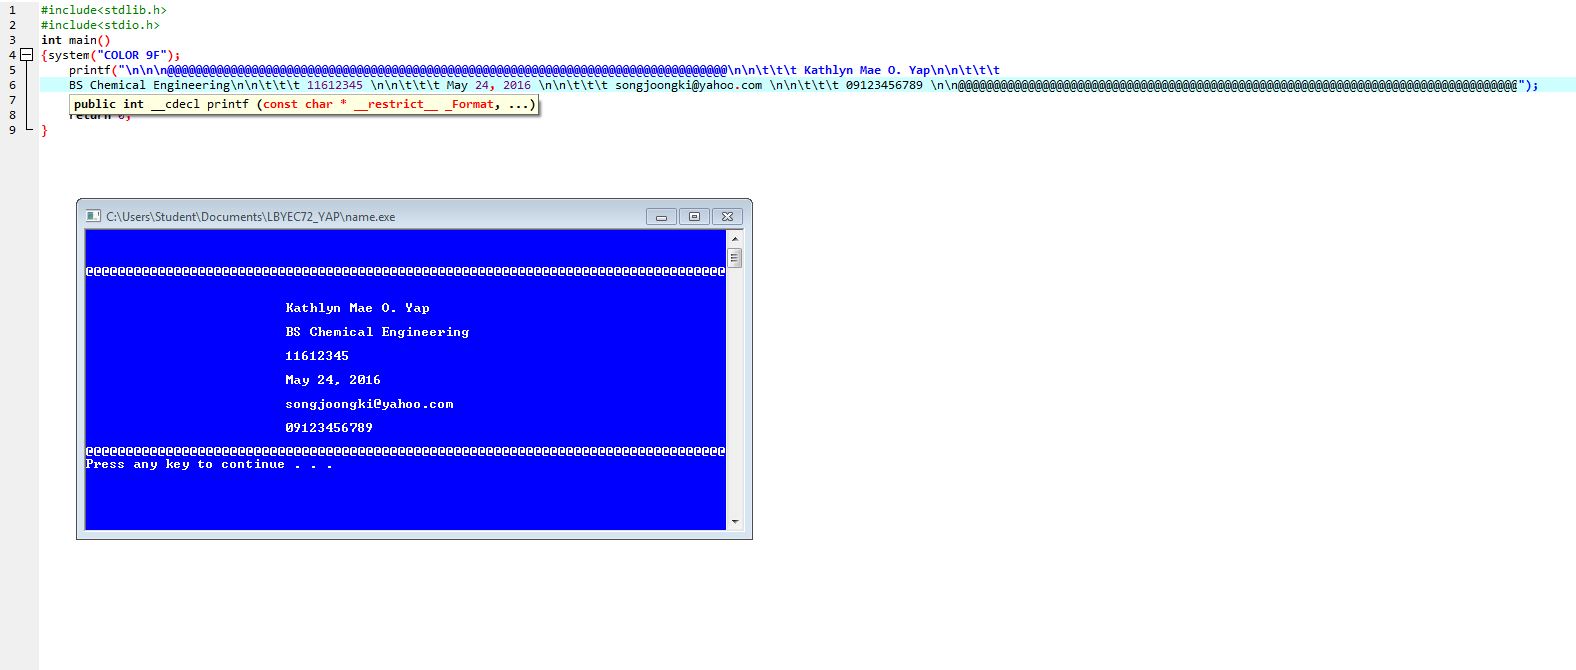 1 #include<stdlib.h>
2 #include<stdio.h>
3 int main()
4 {system("COLOR 9F");
5 printf("\n\n\n@@@@@@@@@@@@@@@@@@@@@@@@@@@@@@@@@@@@@@@@@@@@@@@@@@@@@@@@@@@@@@@@@@@@@@@@@@@@@@@@\n\n\t\t\t Kathlyn Mae O. Yap\n\n\t\t\t
6 BS Chemical Engineering\n\n\t\t\t 11612345 \n\n\t\t\t May 24, 2016 \n\n\t\t\t songjoongki@yahoo.com \n\n\t\t\t 09123456789 \n\n@@@@@@@@@@@@@@@@@@@@@@@@@@@@@@@@@@@@@@@@@@@@@@@@@@@@@@@@@@@@@@@@@@@@@@@@@@@@@@@@");
7
public int __cdecl printf (const char * __restrict__ _Format, ...)
8 return 0;
9 }
C:\Users\Student\Documents\LBYEC72_YAP\name.exe
@@@@@@@@@@@@@@@@@@@@@@@@@@@@@@@@@@@@@@@@@@@@@@@@@@@@@@@@@@@@@@@@@@@@@@@@@@@@@@@@
Kathlyn Mae O. Yap
BS Chemical Engineering
11612345
May 24, 2016
songjoongki@yahoo.com
09123456789
@@@@@@@@@@@@@@@@@@@@@@@@@@@@@@@@@@@@@@@@@@@@@@@@@@@@@@@@@@@@@@@@@@@@@@@@@@@@@@@@
Press any key to continue . . .